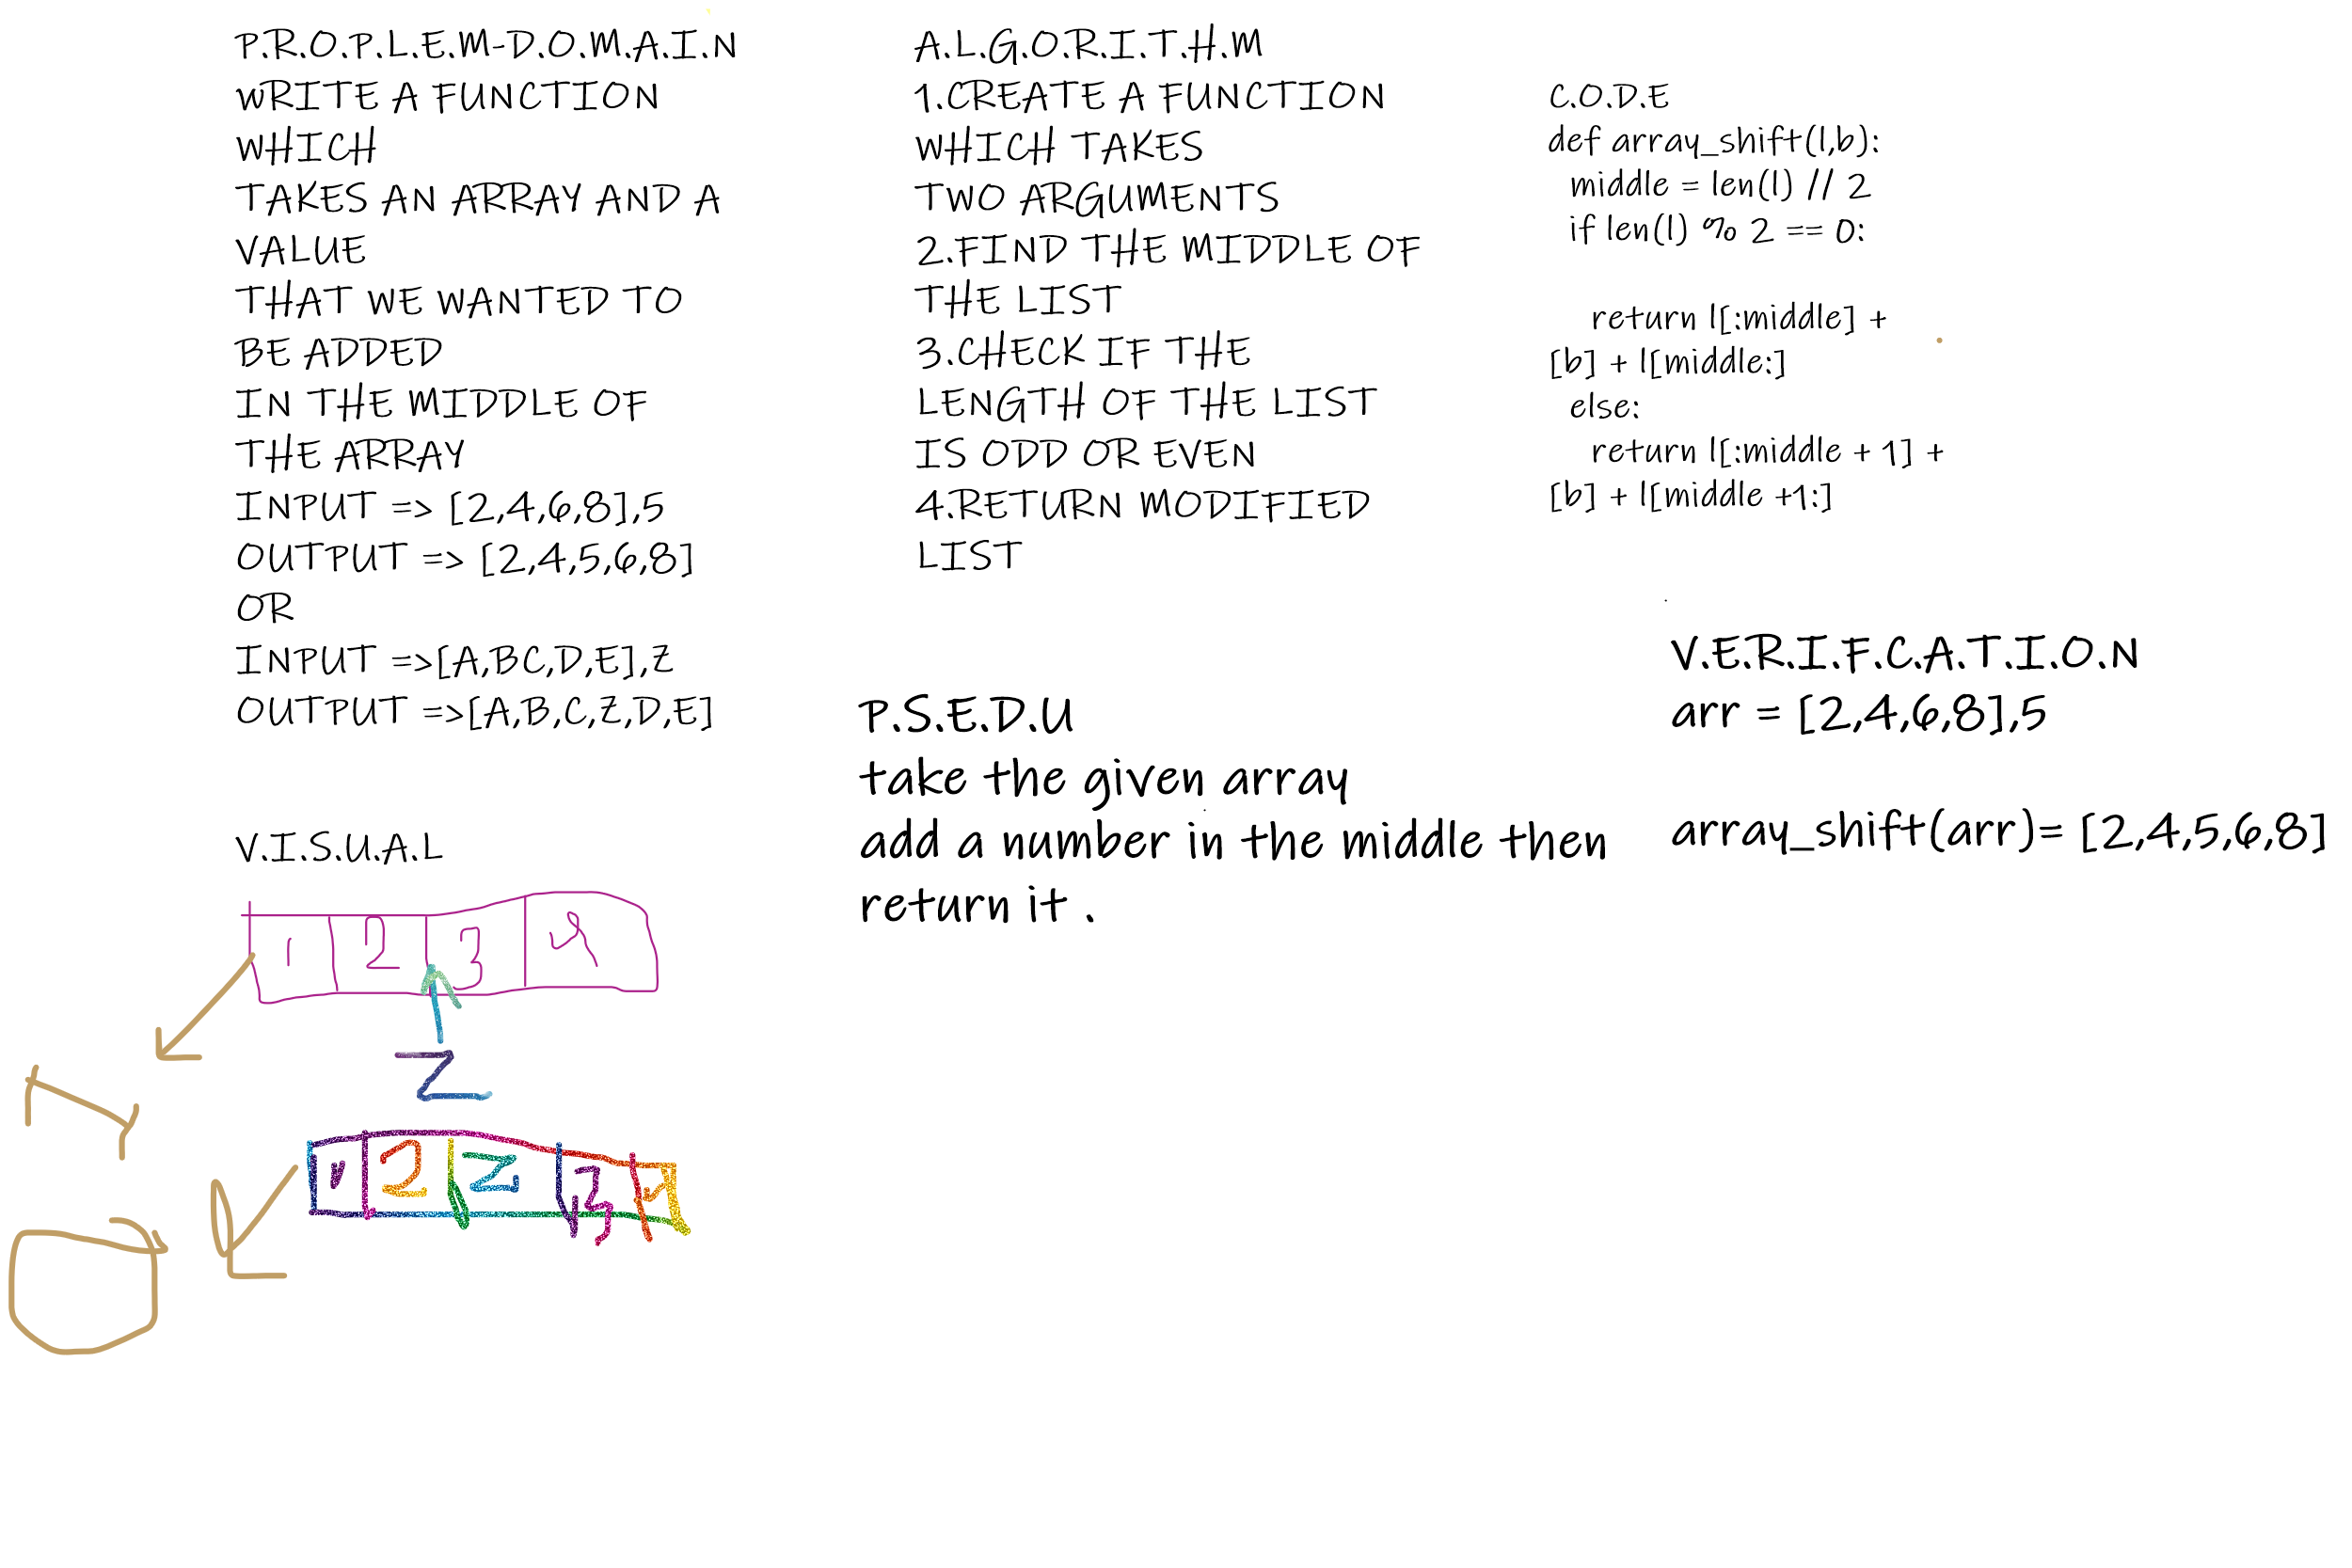 P.R.O.P.L.E.M-D.O.M.A.I.N
WRITE A FUNCTION
WHICH
TAKES AN ARRAY AND A
VALUE
THAT WE WANTED TO
BE ADDED
IN THE MIDDLE OF
THE ARRAY
INPUT => [2,4,6,8],5
OUTPUT => [2,4,5,6,8]
OR
INPUT =>[A,BC,D,E],Z
OUTPUT =>[A,B,C,Z,D,E]
V.I.S.U.A.L
1 2 3 4
Z
1 2 Z 3 4
A.L.G.O.R.I.T.H.M
1.CREATE A FUNCTION
WHICH TAKES
TWO ARGUMENTS
2.FIND THE MIDDLE OF
THE LIST
3.CHECK IF THE
LENGTH OF THE LIST
IS ODD OR EVEN
4.RETURN MODIFIED
LIST
P.S.E.D.U
take the given array
add a number in the middle then
return it .
C.O.D.E
def array_shift(l,b):
middle = len(l) // 2
if len(l) % 2 == 0:
return l[:middle] +
[b] + l[middle:]
else:
return l[:middle + 1] +
[b] + l[middle +1:]
V.E.R.I.F.C.A.T.I.O.N
arr = [2,4,6,8],5
array_shift(arr)= [2,4,5,6,8]